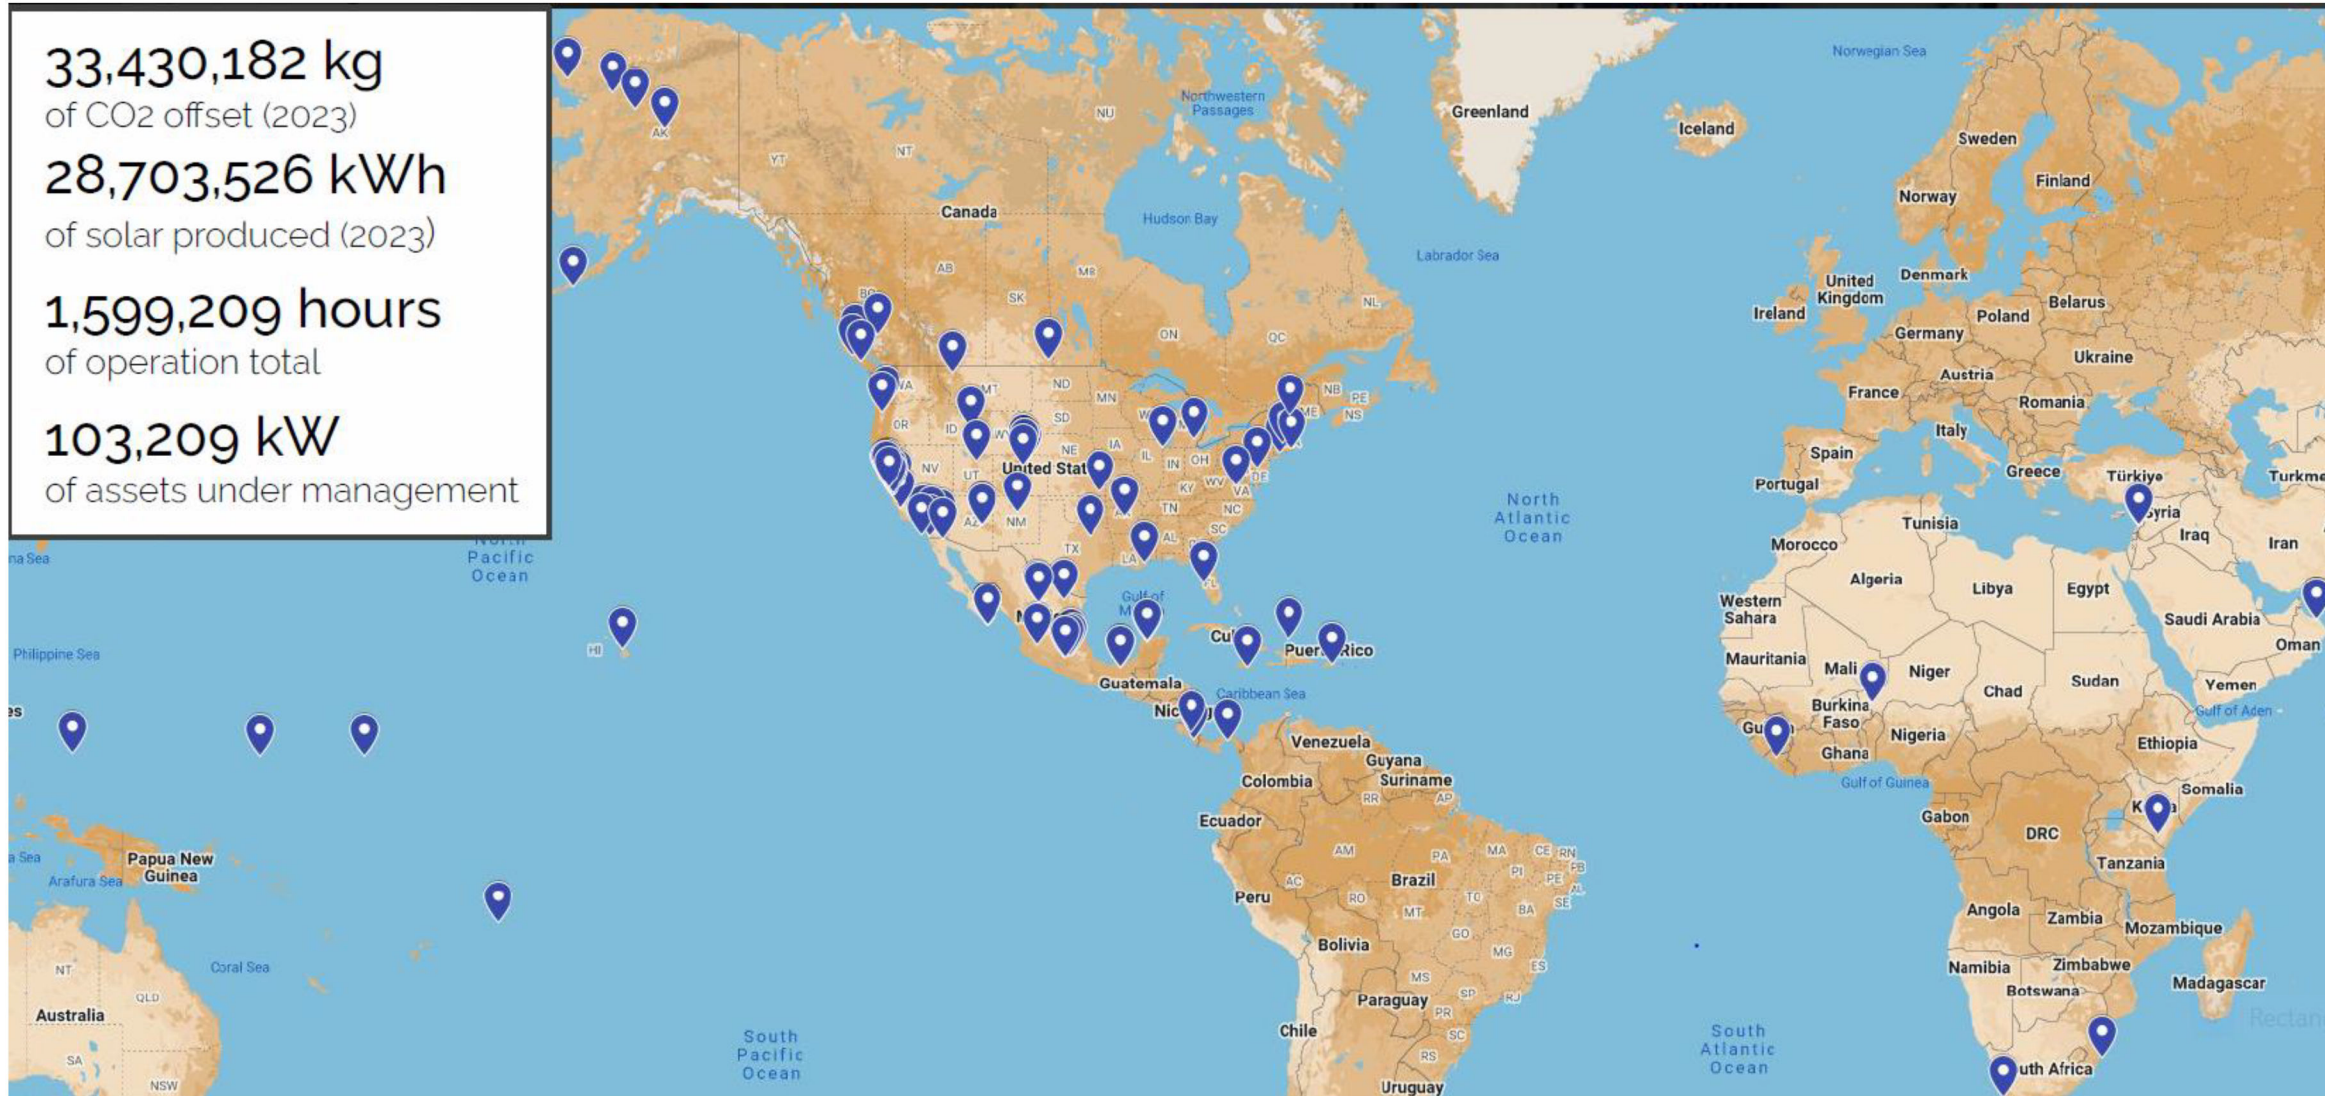 33,430,182 kg
of CO2 offset (2023)
28,703,526 kWh
of solar produced (2023)
1,599,209 hours
of operation total
103,209 kW
of assets under management
Norwegian Sea
Northwestern
Passages
Greenland
Iceland
Sweden
Finland
Norway
NU
AK
YT
NT
Canada
Hudson Bay
Labrador Sea
AB
MB
SK
NL
ON
QC
United
Kingdom
Denmark
Ireland
Belarus
Poland
Germany
Ukraine
Austria
France
Romania
Italy
Spain
Greece
Türkiye
Portugal
Syria
Iraq
Iran
Tunisia
Morocco
Algeria
Libya
Egypt
Western
Sahara
Saudi Arabia
Oman
Mauritania
Mali
Niger
Chad
Sudan
Yemen
Gulf of Aden
Burkina
Faso
Ghana
Nigeria
Ethiopia
Gulf of Guinea
Somalia
Gabon
DRC
Tanzania
Angola
Zambia
Mozambique
Namibia
Zimbabwe
Botswana
Madagascar
MT
ND
MN
NB
PE
ME
NS
OR
ID
SD
NE
IA
NV
UT
United Stat
IL
IN
OH
WV
VA
DE
KY
TN
NC
SC
AZ
NM
TX
LA
AL
FL
North
Atlantic
Ocean
Pacific
Ocean
HI
Philippine Sea
Gulf of
Guatemala
Caribbean Sea
Venezuela
Guyana
Suriname
Colombia
Ecuador
RR
AP
AM
PA
MA
CE
RN
PB
PI
PE
AL
SE
AC
RO
TO
BA
MT
Brazil
Peru
GO
Bolivia
MG
ES
MS
SP
RJ
Paraguay
PR
SC
RS
Chile
Uruguay
Papua New
Guinea
Arafura Sea
Coral Sea
NT
QLD
Australia
SA
NSW
South
Pacific
Ocean
South
Atlantic
Ocean
uth Africa
Rectan